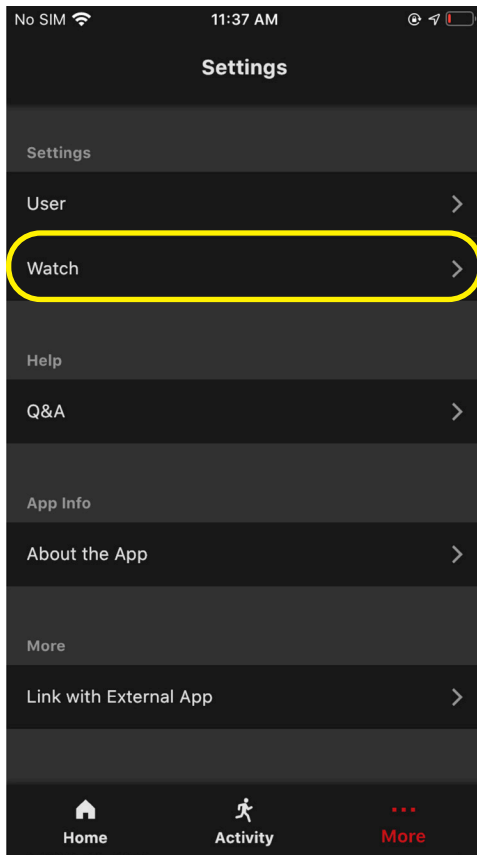 No SIM 11:37 AM
Settings
Settings
User
Watch
Help
Q&A
App Info
About the App
More
Link with External App
Home Activity More